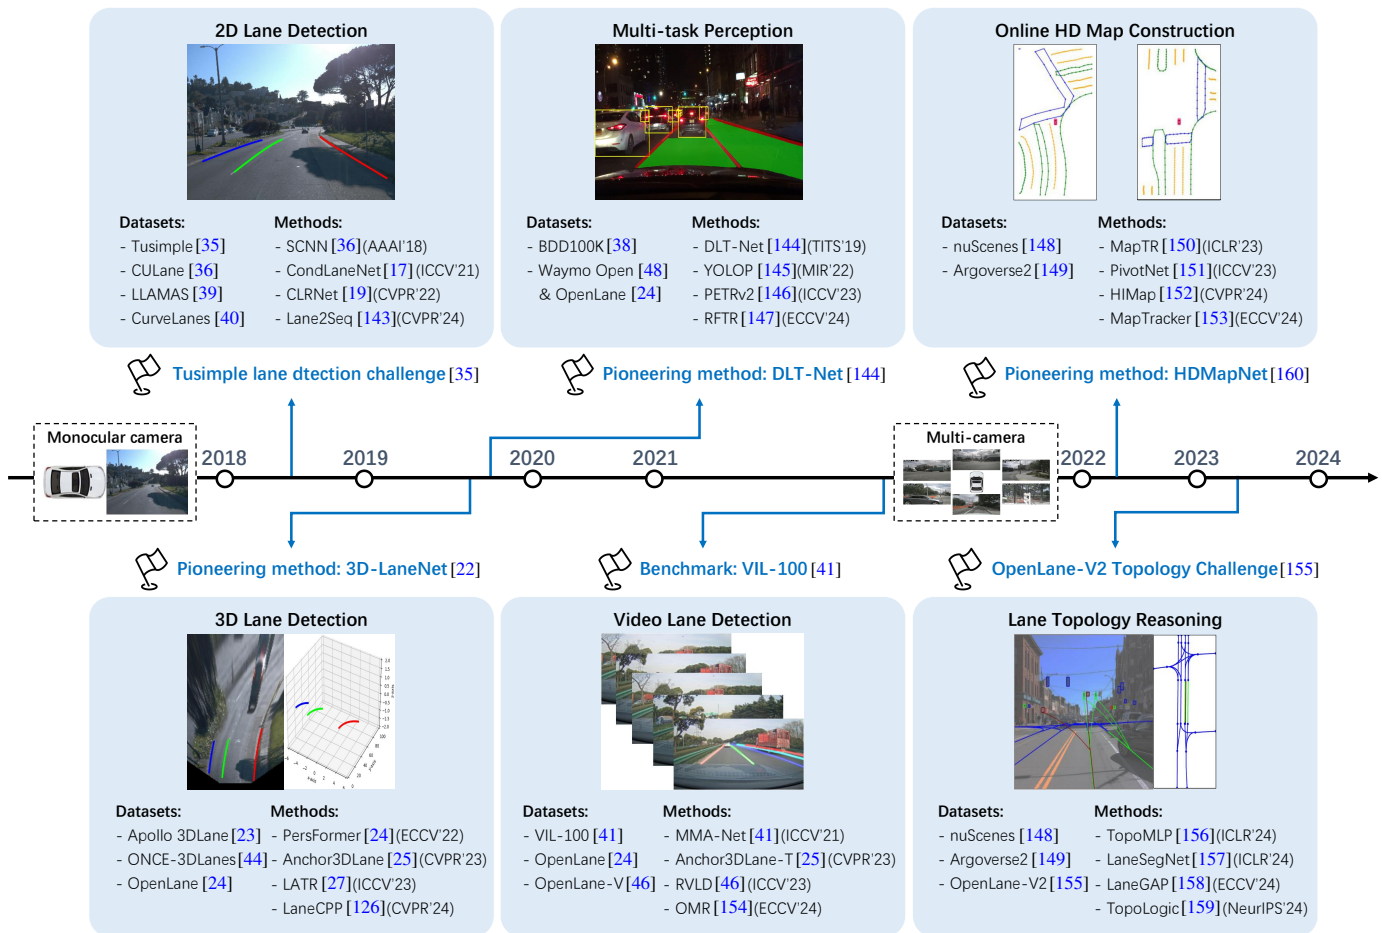 2D Lane Detection
Datasets:
- Tusimple [35]
- CULane [36]
- LLAMAS [39]
- CurveLanes [40]
Methods:
- SCNN [36](AAAI'18)
- CondLaneNet [17](ICCV'21)
- CLRNet [19](CVPR'22)
- Lane2Seq [143](CVPR'24)
Multi-task Perception
Datasets:
- BDD100K [38]
- Waymo Open [48]
& OpenLane [24]
Methods:
- DLT-Net [144](TITS'19)
- YOLOP [145](MIR'22)
- PETRv2 [146](ICCV'23)
- RFTR [147](ECCV'24)
Online HD Map Construction
Datasets:
- nuScenes [148]
- Argoverse2 [149]
Methods:
- MapTR [150](ICLR'23)
- PivotNet [151](ICCV'23)
- HIMap [152](CVPR'24)
- MapTracker [153](ECCV'24)
Tusimple lane dtection challenge [35]
Pioneering method: DLT-Net [144]
Pioneering method: HDMapNet [160]
Monocular camera
2018
2019
2020
2021
Multi-camera
2022
2023
2024
Pioneering method: 3D-LaneNet [22]
Benchmark: VIL-100 [41]
OpenLane-V2 Topology Challenge [155]
3D Lane Detection
Datasets:
- Apollo 3DLane [23]
- ONCE-3DLanes [44]
- OpenLane [24]
Methods:
- PersFormer [24](ECCV'22)
- Anchor3DLane [25](CVPR'23)
- LATR [27](ICCV'23)
- LaneCPP [126](CVPR'24)
Video Lane Detection
Datasets:
- VIL-100 [41]
- OpenLane [24]
- OpenLane-V [46]
Methods:
- MMA-Net [41](ICCV'21)
- Anchor3DLane-T [25](CVPR'23)
- RVLD [46](ICCV'23)
- OMR [154](ECCV'24)
Lane Topology Reasoning
Datasets:
- nuScenes [148]
- Argoverse2 [149]
- OpenLane-V2 [155]
Methods:
- TopoMLP [156](ICLR'24)
- LaneSegNet [157](ICLR'24)
- LaneGAP [158](ECCV'24)
- TopoLogic [159](NeurIPS'24)